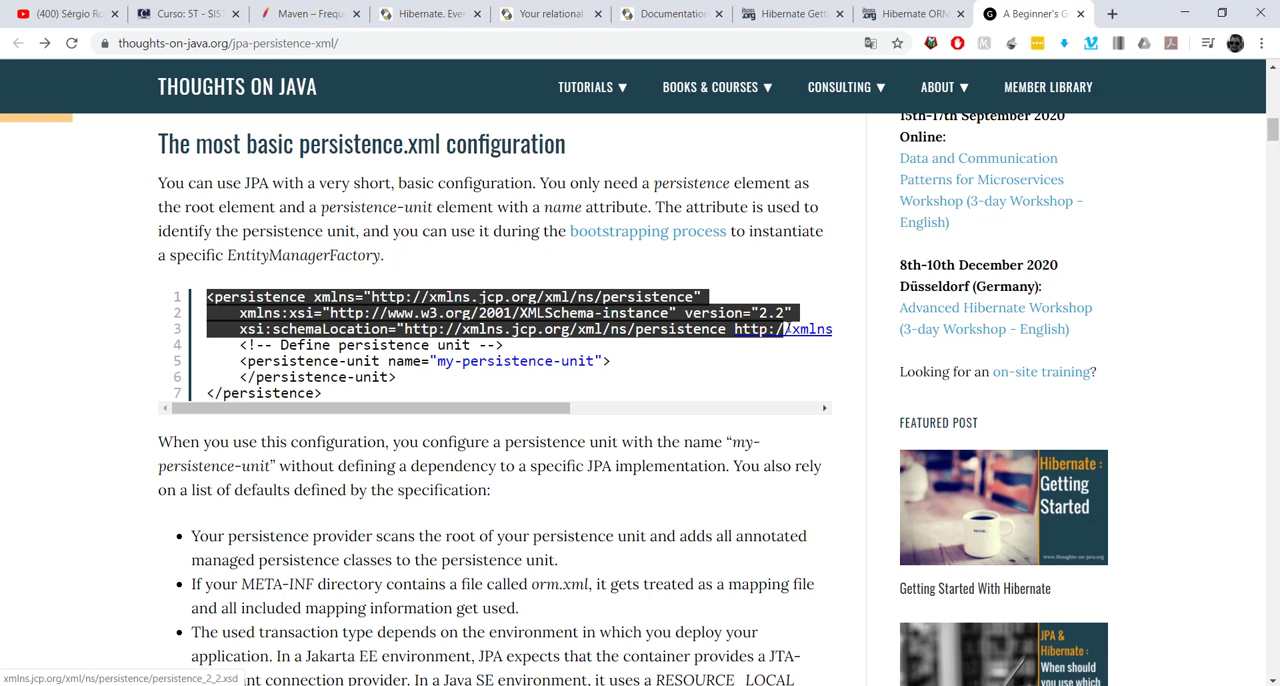 (400) Sérgio Ro
Curso: 5T - SIS
Maven – Frequ
Hibernate. Ever
Your relational
Documentation
Hibernate Gett
Hibernate ORM
A Beginner's G
thoughts-on-java.org/jpa-persistence-xml/
THOUGHTS ON JAVA
TUTORIALS ▼
BOOKS & COURSES ▼
CONSULTING ▼
ABOUT ▼
MEMBER LIBRARY
The most basic persistence.xml configuration
You can use JPA with a very short, basic configuration. You only need a persistence element as
the root element and a persistence-unit element with a name attribute. The attribute is used to
identify the persistence unit, and you can use it during the bootstrapping process to instantiate
a specific EntityManagerFactory.
1 <persistence xmlns="http://xmlns.jcp.org/xml/ns/persistence"
2 xmlns:xsi="http://www.w3.org/2001/XMLSchema-instance" version="2.2"
3 xsi:schemaLocation="http://xmlns.jcp.org/xml/ns/persistence http://xmlns
4 <!-- Define persistence unit -->
5 <persistence-unit name="my-persistence-unit">
6 </persistence-unit>
7 </persistence>
When you use this configuration, you configure a persistence unit with the name “my-
persistence-unit” without defining a dependency to a specific JPA implementation. You also rely
on a list of defaults defined by the specification:
• Your persistence provider scans the root of your persistence unit and adds all annotated
managed persistence classes to the persistence unit.
• If your META-INF directory contains a file called orm.xml, it gets treated as a mapping file
and all included mapping information get used.
• The used transaction type depends on the environment in which you deploy your
application. In a Jakarta EE environment, JPA expects that the container provides a JTA-
nt connection provider. In a Java SE environment, it uses a RESOURCE_LOCAL
xmlns.jcp.org/xml/ns/persistence/persistence_2_2.xsd
15th-17th September 2020
Online:
Data and Communication
Patterns for Microservices
Workshop (3-day Workshop -
English)
8th-10th December 2020
Düsseldorf (Germany):
Advanced Hibernate Workshop
(3-day Workshop - English)
Looking for an on-site training?
FEATURED POST
Hibernate :
Getting
Started
www.thoughts-on-java.org
Getting Started With Hibernate
JPA &
Hibernate :
When should
you use which